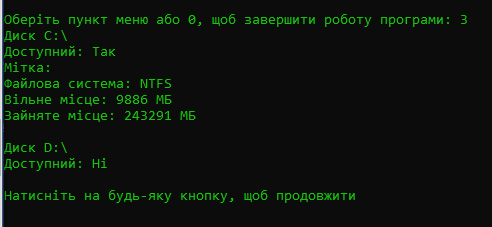 Оберіть пункт меню або 0, щоб завершити роботу програми: 3
Диск C:\
Доступний: Так
Мітка:
Файлова система: NTFS
Вільне місце: 9886 МБ
Зайняте місце: 243291 МБ
Диск D:\
Доступний: Ні
Натисніть на будь-яку кнопку, щоб продовжити